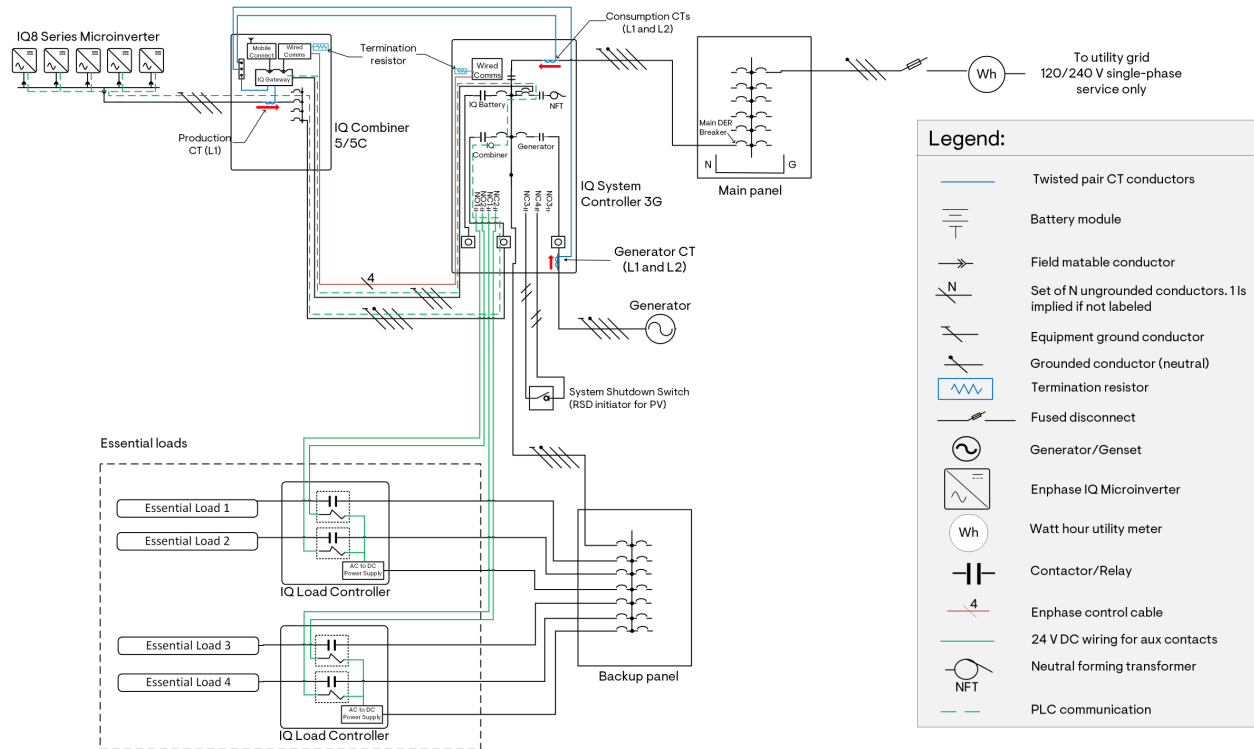 IQ8 Series Microinverter
Mobile
Connect
Wired
Comms
IQ Gateway
Termination
resistor
Production
CT (L1)
IQ Combiner
5/5C
Consumption CTs
(L1 and L2)
Wired
Comms
IQ Battery
NFT
IQ
Combiner
Generator
NO1
NO2
NC1
NC2
NC3
NC4
NO3
IQ System
Controller 3G
Generator CT
(L1 and L2)
4
Generator
System Shutdown Switch
(RSD initiator for PV)
Main DER
Breaker
N
G
Main panel
Wh
To utility grid
120/240 V single-phase
service only
Essential loads
Essential Load 1
Essential Load 2
AC to DC
Power Supply
IQ Load Controller
Essential Load 3
Essential Load 4
AC to DC
Power Supply
IQ Load Controller
Backup panel
Legend:
Twisted pair CT conductors
Battery module
Field matable conductor
N
Set of N ungrounded conductors. 1 Is
implied if not labeled
Equipment ground conductor
Grounded conductor (neutral)
Termination resistor
Fused disconnect
Generator/Genset
Enphase IQ Microinverter
Wh
Watt hour utility meter
Contactor/Relay
4
Enphase control cable
24 V DC wiring for aux contacts
Neutral forming transformer
NFT
PLC communication